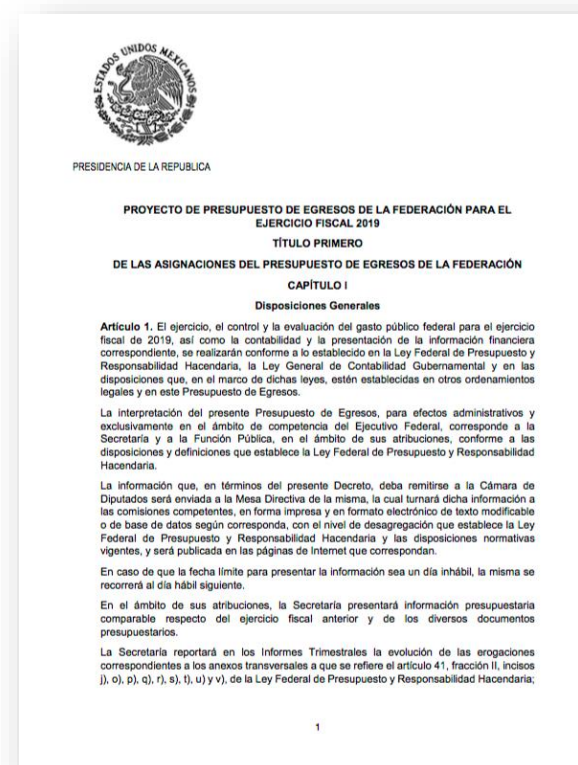 ESTADOS UNIDOS MEXICANOS
PRESIDENCIA DE LA REPUBLICA
PROYECTO DE PRESUPUESTO DE EGRESOS DE LA FEDERACIÓN PARA EL
EJERCICIO FISCAL 2019
TÍTULO PRIMERO
DE LAS ASIGNACIONES DEL PRESUPUESTO DE EGRESOS DE LA FEDERACIÓN
CAPÍTULO I
Disposiciones Generales
Artículo 1. El ejercicio, el control y la evaluación del gasto público federal para el ejercicio
fiscal de 2019, así como la contabilidad y la presentación de la información financiera
correspondiente, se realizarán conforme a lo establecido en la Ley Federal de Presupuesto y
Responsabilidad Hacendaria, la Ley General de Contabilidad Gubernamental y en las
disposiciones que, en el marco de dichas leyes, estén establecidas en otros ordenamientos
legales y en este Presupuesto de Egresos.
La interpretación del presente Presupuesto de Egresos, para efectos administrativos y
exclusivamente en el ámbito de competencia del Ejecutivo Federal, corresponde a la
Secretaría y a la Función Pública, en el ámbito de sus atribuciones, conforme a las
disposiciones y definiciones que establece la Ley Federal de Presupuesto y Responsabilidad
Hacendaria.
La información que, en términos del presente Decreto, deba remitirse a la Cámara de
Diputados será enviada a la Mesa Directiva de la misma, la cual turnará dicha información a
las comisiones competentes, en forma impresa y en formato electrónico de texto modificable
o de base de datos según corresponda, con el nivel de desagregación que establece la Ley
Federal de Presupuesto y Responsabilidad Hacendaria y las disposiciones normativas
vigentes, y será publicada en las páginas de Internet que correspondan.
En caso de que la fecha límite para presentar la información sea un día inhábil, la misma se
recorrerá al día hábil siguiente.
En el ámbito de sus atribuciones, la Secretaría presentará información presupuestaria
comparable respecto del ejercicio fiscal anterior y de los diversos documentos
presupuestarios.
La Secretaría reportará en los Informes Trimestrales la evolución de las erogaciones
correspondientes a los anexos transversales a que se refiere el artículo 41, fracción II, incisos
j), o), p), q), r), s), t), u) y v), de la Ley Federal de Presupuesto y Responsabilidad Hacendaria;
1